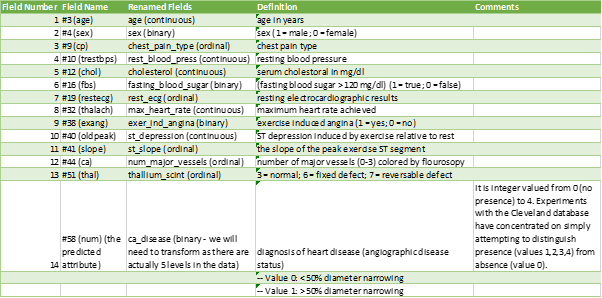 Field Number Field Name Renamed Fields Definition Comments
1 #3 (age) age (continuous) age in years
2 #4 (sex) sex (binary) sex (1 = male; 0 = female)
3 #9 (cp) chest_pain_type (ordinal) chest pain type
4 #10 (trestbps) rest_blood_press (continuous) resting blood pressure
5 #12 (chol) cholesterol (continuous) serum cholestoral in mg/dl
6 #16 (fbs) fasting_blood_sugar (binary) (fasting blood sugar > 120 mg/dl) (1 = true; 0 = false)
7 #19 (restecg) rest_ecg (ordinal) resting electrocardiographic results
8 #32 (thalach) max_heart_rate (continuous) maximum heart rate achieved
9 #38 (exang) exer_ind_angina (binary) exercise induced angina (1 = yes; 0 = no)
10 #40 (oldpeak) st_depression (continuous) ST depression induced by exercise relative to rest
11 #41 (slope) st_slope (ordinal) the slope of the peak exercise ST segment
12 #44 (ca) num_major_vessels (ordinal) number of major vessels (0-3) colored by flourosopy
13 #51 (thal) thallium_scint (ordinal) 3 = normal; 6 = fixed defect; 7 = reversable defect
14 #58 (num) (the
predicted
attribute)
ca_disease (binary - we will
need to transform as there are
actually 5 levels in the data)
diagnosis of heart disease (angiographic disease
status)
It is integer valued from 0 (no
presence) to 4. Experiments
with the Cleveland database
have concentrated on simply
attempting to distinguish
presence (values 1,2,3,4) from
absence (value 0).
-- Value 0: < 50% diameter narrowing
-- Value 1: > 50% diameter narrowing